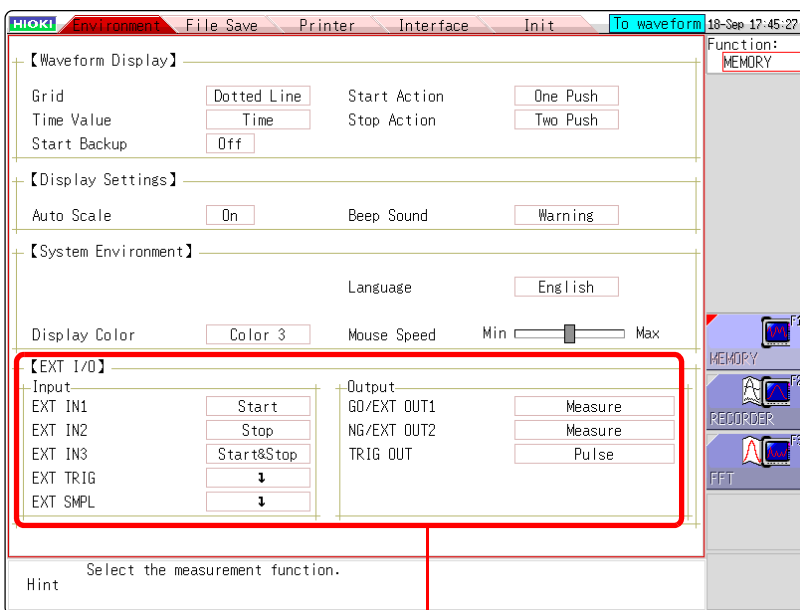 HIOKI Environment File Save Printer Interface Init To waveform 18-Sep 17:45:27
Function:
MEMORY
【Waveform Display】
Grid Dotted Line Start Action One Push
Time Value Time Stop Action Two Push
Start Backup Off
【Display Settings】
Auto Scale On Beep Sound Warning
【System Environment】
Language English
Display Color Color 3 Mouse Speed Min Max
【EXT I/O】
Input Output
EXT IN1 Start GO/EXT OUT1 Measure
EXT IN2 Stop NG/EXT OUT2 Measure
EXT IN3 Start&Stop TRIG OUT Pulse
EXT TRIG ↴
EXT SMPL ↴
F1
MEMORY
F2
RECORDER
F3
FFT
Select the measurement function.
Hint